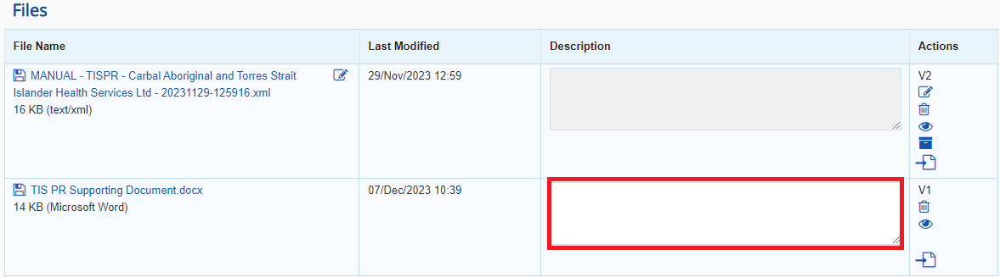 Files
File Name Last Modified Description Actions
MANUAL - TISPR - Carbal Aboriginal and Torres Strait 29/Nov/2023 12:59 V2
Islander Health Services Ltd - 20231129-125916.xml
16 KB (text/xml)
TIS PR Supporting Document.docx 07/Dec/2023 10:39 V1
14 KB (Microsoft Word)